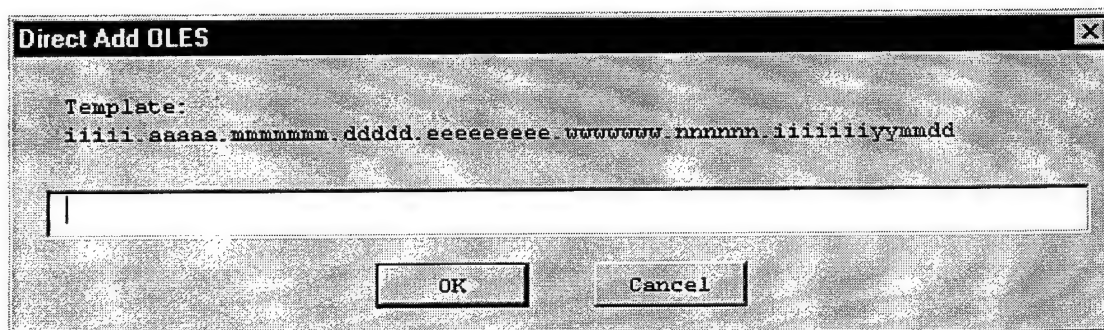 Direct Add OLES
Template:
iiiii.aaaaa.mmmmmmm.ddddd.eeeeeeeee.wwwwwww.nnnnnn.iiiiiiiyymmdd
OK
Cancel